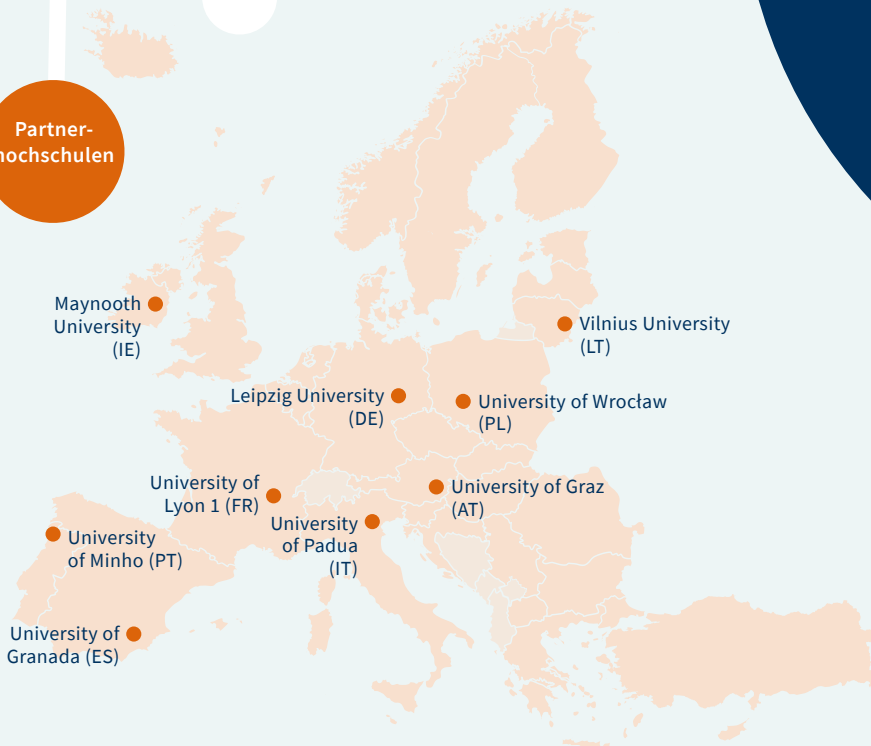 Partner-
hochschulen
Maynooth
University
(IE)
Vilnius University
(LT)
Leipzig University
(DE)
University of Wrocław
(PL)
University of
Lyon 1 (FR)
University of Graz
(AT)
University
of Padua
(IT)
University
of Minho (PT)
University of
Granada (ES)